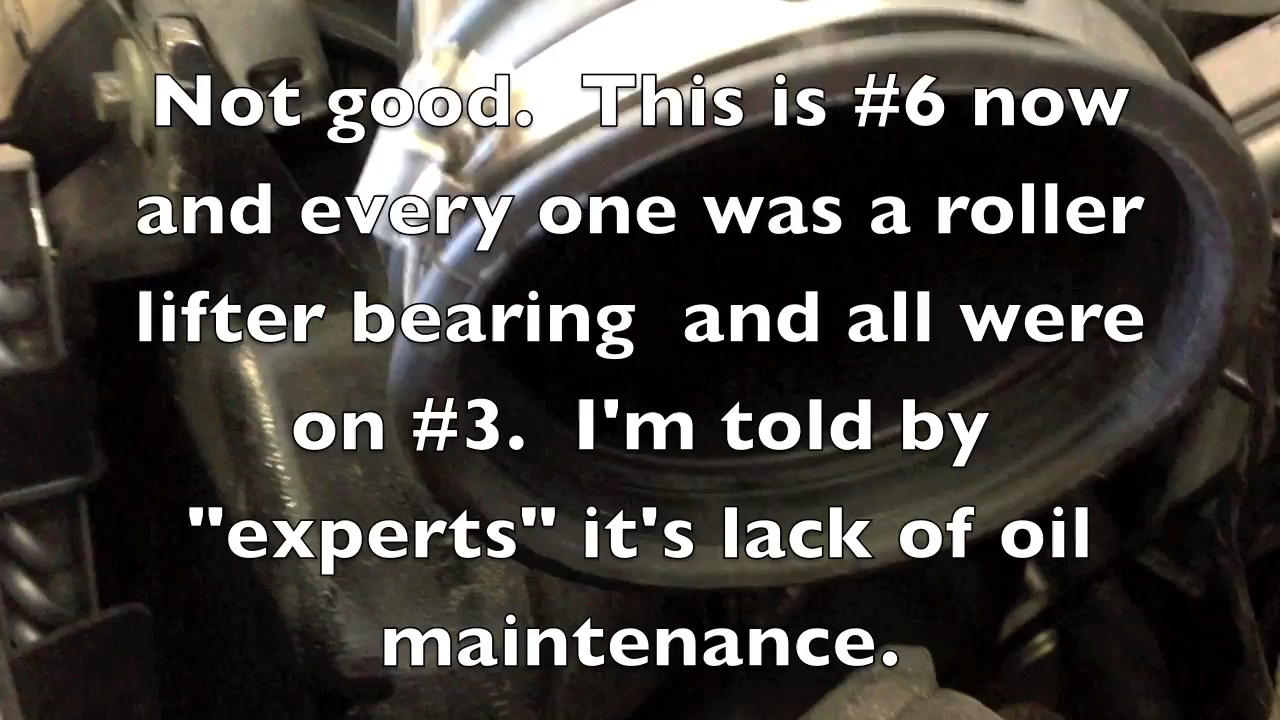 Not good.  This is #6 now
and every one was a roller
lifter bearing  and all were
on #3.  I'm told by
"experts" it's lack of oil
maintenance.